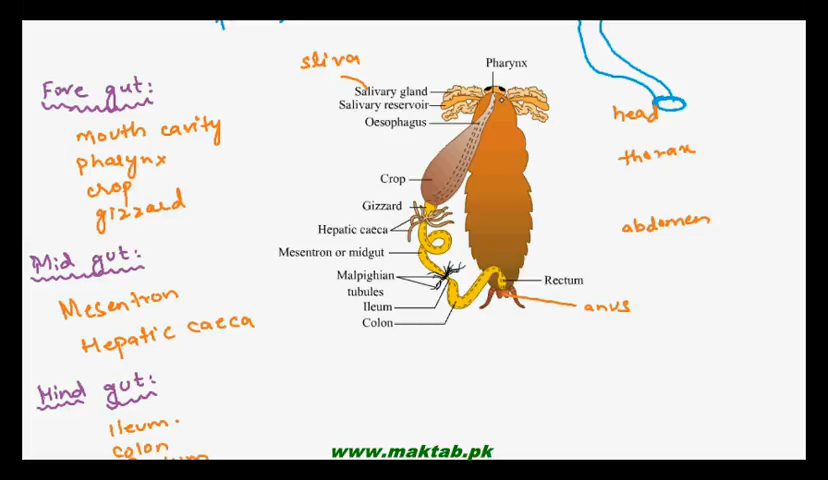 Fore gut:
mouth cavity
pharynx
crop
gizzard
Mid gut:
Mesentron
Hepatic caeca
Hind gut:
Ileum.
colon
sliva
Pharynx
Salivary gland
Salivary reservoir
Oesophagus
Crop
Gizzard
Hepatic caeca
Mesentron or midgut
Malpighian
tubules
Ileum
Colon
Rectum
anus
head
thorax
abdomen
www.maktab.pk